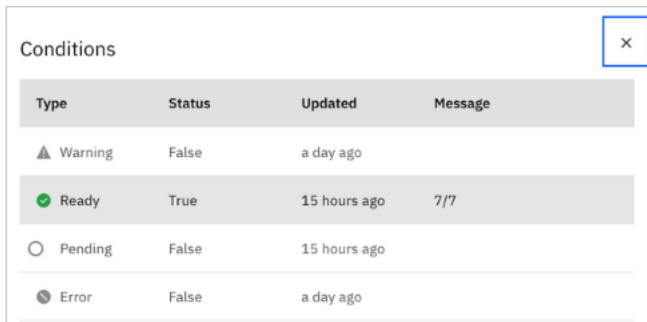 Conditions
Type Status Updated Message
Warning False a day ago
Ready True 15 hours ago 7/7
Pending False 15 hours ago
Error False a day ago